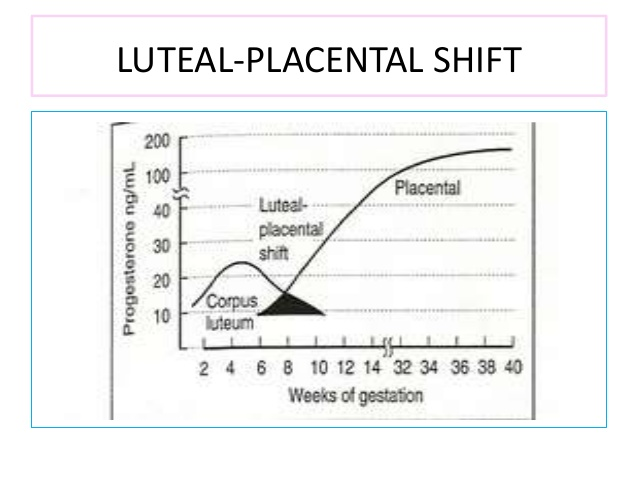 LUTEAL-PLACENTAL SHIFT
Progesterone ng/mL
200
100
40
30
20
10
Luteal-
placental
shift
Placental
Corpus
luteum
2 4 6 8 10 12 14 32 34 36 38 40
Weeks of gestation